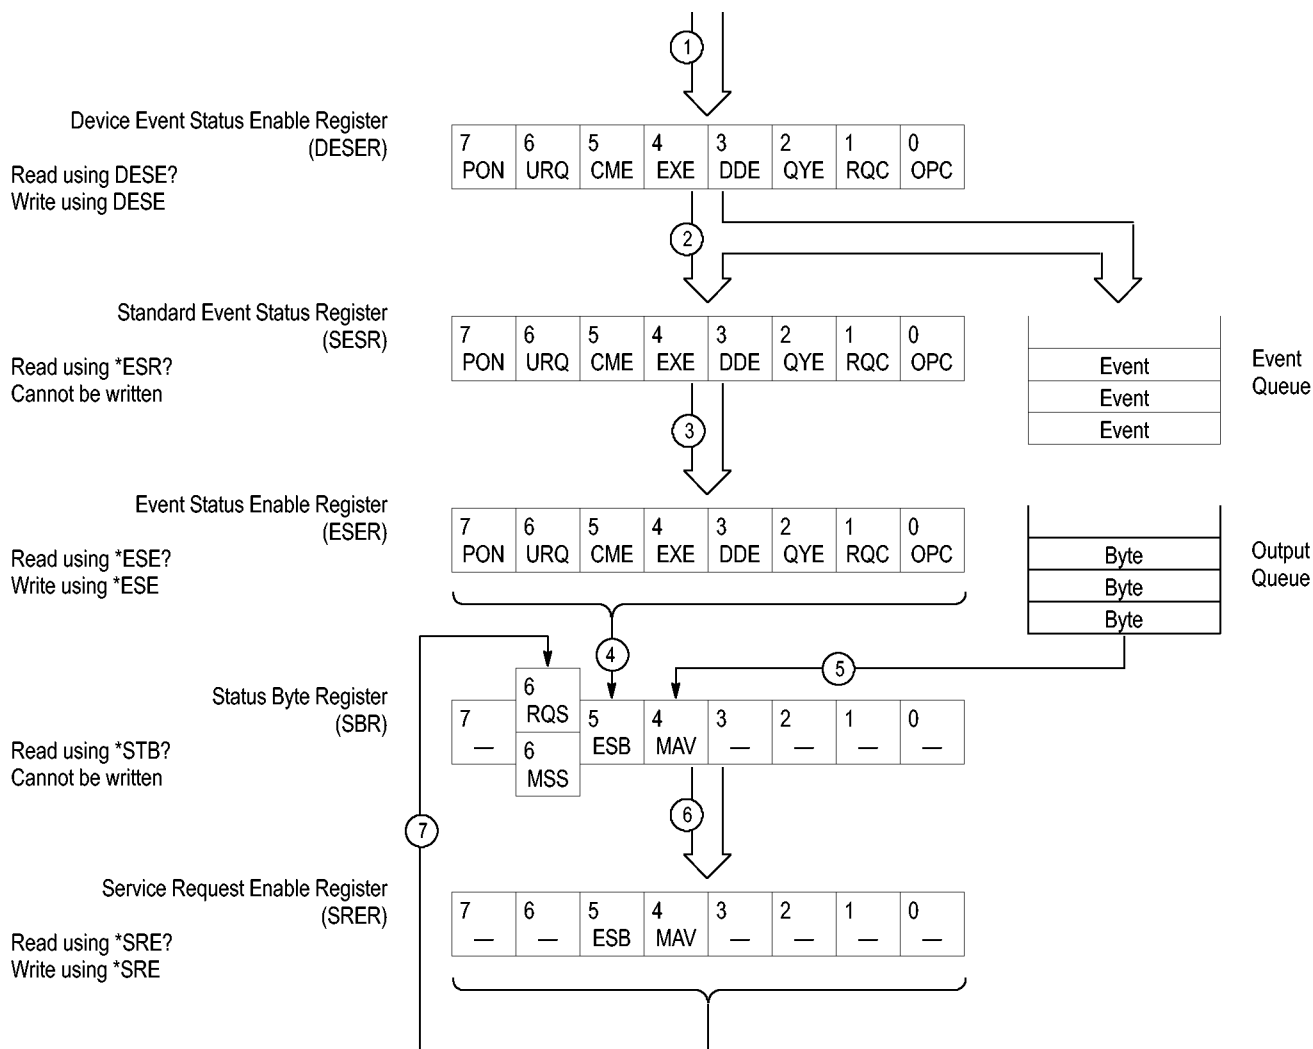 1
Device Event Status Enable Register
(DESER)
Read using DESE?
Write using DESE
7 6 5 4 3 2 1 0
PON URQ CME EXE DDE QYE RQC OPC
2
Standard Event Status Register
(SESR)
Read using *ESR?
Cannot be written
7 6 5 4 3 2 1 0
PON URQ CME EXE DDE QYE RQC OPC
Event
Event
Event
Event
Queue
3
Event Status Enable Register
(ESER)
Read using *ESE?
Write using *ESE
7 6 5 4 3 2 1 0
PON URQ CME EXE DDE QYE RQC OPC
Byte
Byte
Byte
Output
Queue
4
5
Status Byte Register
(SBR)
Read using *STB?
Cannot be written
6
RQS
7 5 4 3 2 1 0
— ESB MAV — — — —
6
MSS
6
7
Service Request Enable Register
(SRER)
Read using *SRE?
Write using *SRE
7 6 5 4 3 2 1 0
— — ESB MAV — — — —